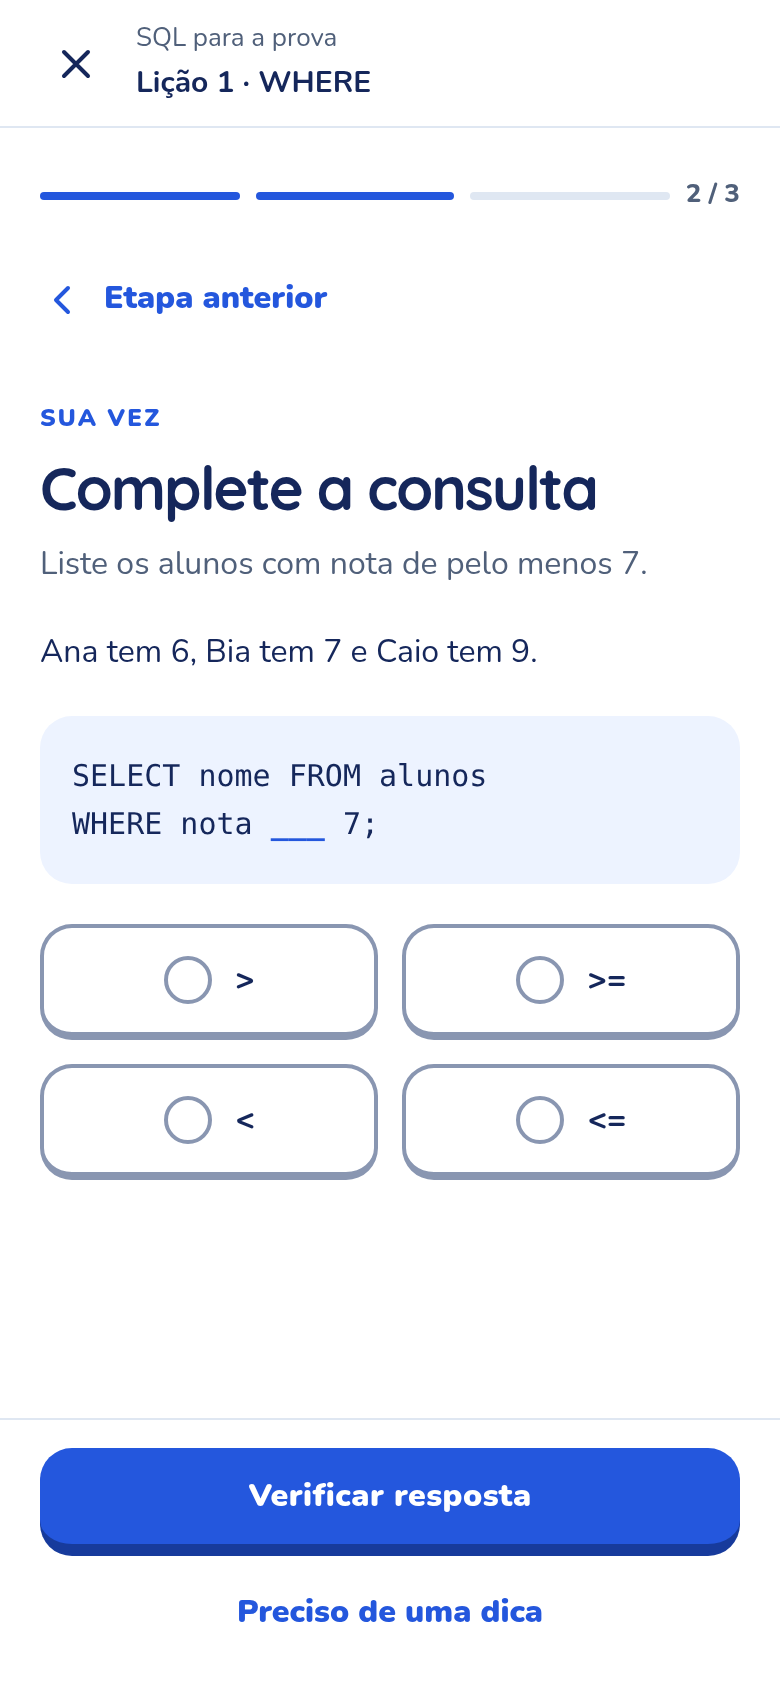 SQL para a prova
Lição 1 · WHERE
2 / 3
Etapa anterior
SUA VEZ
Complete a consulta
Liste os alunos com nota de pelo menos 7.
Ana tem 6, Bia tem 7 e Caio tem 9.
SELECT nome FROM alunos
WHERE nota ___ 7;
>
>=
<
<=
Verificar resposta
Preciso de uma dica